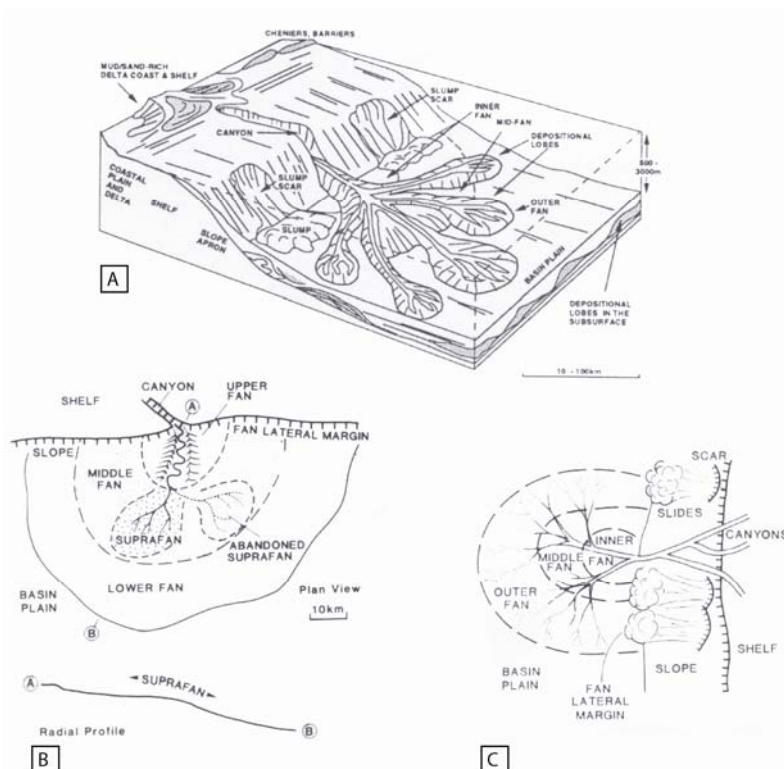 CHENIERS, BARRIERS
MUD/SAND-RICH
DELTA COAST & SHELF
SLUMP
SCAR
INNER
FAN
MID-FAN
DEPOSITIONAL
LOBES
CANYON
500 -
3000m
COASTAL
PLAIN
AND
DELTA
SHELF
SLUMP
SCAR
SLUMP
OUTER
FAN
SLOPE
APRON
BASIN PLAIN
DEPOSITIONAL
LOBES IN THE
SUBSURFACE
A
10 - 100km
SHELF
CANYON
A
UPPER
FAN
FAN LATERAL MARGIN
SLOPE
MIDDLE
FAN
SUPRAFAN
ABANDONED
SUPRAFAN
LOWER FAN
BASIN
PLAIN
B
Plan View
10km
A
SUPRAFAN
B
Radial Profile
B
SCAR
SLIDES
CANYONS
INNER
FAN
MIDDLE
FAN
OUTER
FAN
BASIN
PLAIN
FAN
LATERAL
MARGIN
SLOPE
SHELF
C